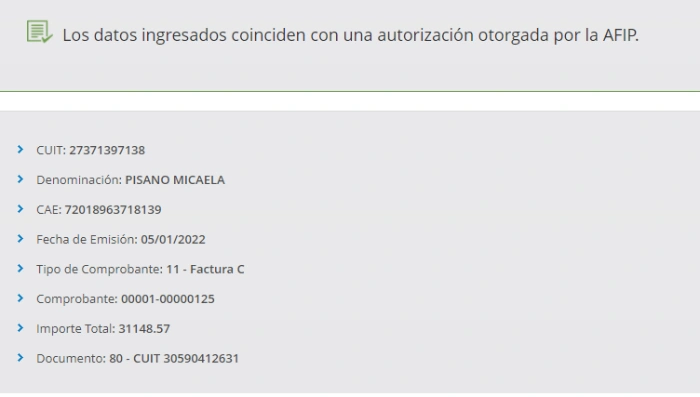 Los datos ingresados coinciden con una autorización otorgada por la AFIP.
CUIT: 27371397138
Denominación: PISANO MICAELA
CAE: 72018963718139
Fecha de Emisión: 05/01/2022
Tipo de Comprobante: 11 - Factura C
Comprobante: 00001-00000125
Importe Total: 31148.57
Documento: 80 - CUIT 30590412631